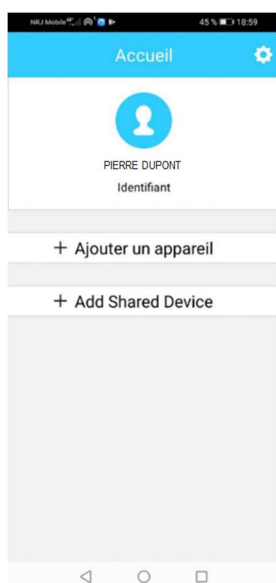 NRJ Mobile 45 % 18:59
Accueil
PIERRE DUPONT
Identifiant
+ Ajouter un appareil
+ Add Shared Device